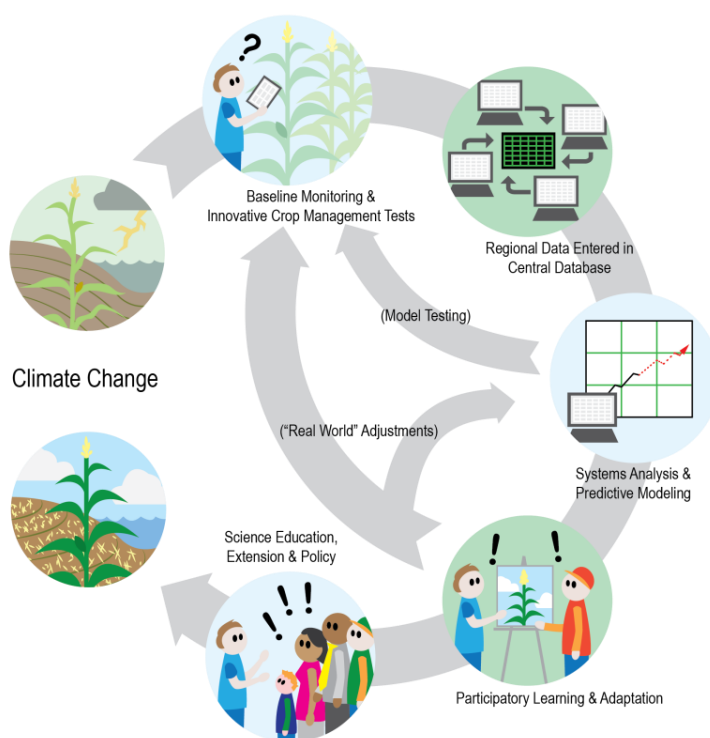 Baseline Monitoring &
Innovative Crop Management Tests
Regional Data Entered in
Central Database
(Model Testing)
Climate Change
("Real World" Adjustments)
Systems Analysis &
Predictive Modeling
Science Education,
Extension & Policy
Participatory Learning & Adaptation